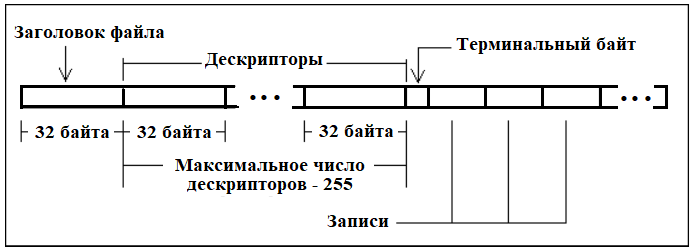 Заголовок файла
Дескрипторы
Терминальный байт
32 байта
32 байта
32 байта
Максимальное число
дескрипторов - 255
Записи